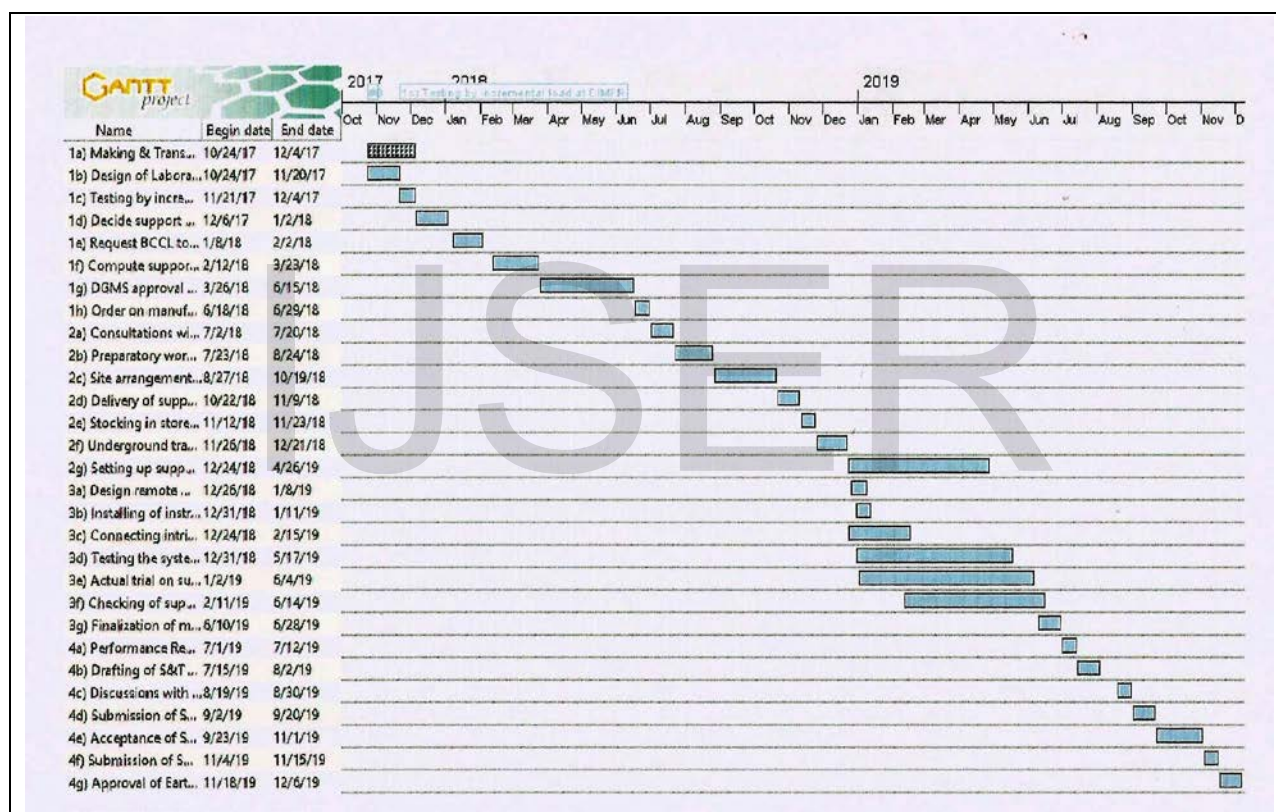 GANTT
project
2017 2018 2019
Oct Nov Dec Jan Feb Mar Apr May Jun Jul Aug Sep Oct Nov Dec Jan Feb Mar Apr May Jun Jul Aug Sep Oct Nov D
Name Begin date End date
1a) Making & Trans... 10/24/17 12/4/17
1b) Design of Labora... 10/24/17 11/20/17
1c) Testing by incre... 11/21/17 12/4/17
1d) Decide support ... 12/6/17 1/2/18
1e) Request BCCL to... 1/8/18 2/2/18
1f) Compute suppor... 2/12/18 3/23/18
1g) DGMS approval ... 3/26/18 6/15/18
1h) Order on manuf... 6/18/18 6/29/18
2a) Consultations wi... 7/2/18 7/20/18
2b) Preparatory wor... 7/23/18 8/24/18
2c) Site arrangement... 8/27/18 10/19/18
2d) Delivery of supp... 10/22/18 11/9/18
2e) Stocking in store... 11/12/18 11/23/18
2f) Underground tra... 11/26/18 12/21/18
2g) Setting up supp... 12/24/18 4/26/19
3a) Design remote ... 12/26/18 1/8/19
3b) Installing of instr... 12/31/18 1/11/19
3c) Connecting intri... 12/24/18 2/15/19
3d) Testing the syste... 12/31/18 5/17/19
3e) Actual trial on su... 1/2/19 6/4/19
3f) Checking of sup... 2/11/19 6/14/19
3g) Finalization of m... 6/10/19 6/28/19
4a) Performance Re... 7/1/19 7/12/19
4b) Drafting of S&T ... 7/15/19 8/2/19
4c) Discussions with ... 8/19/19 8/30/19
4d) Submission of S... 9/2/19 9/20/19
4e) Acceptance of S... 9/23/19 11/1/19
4f) Submission of S... 11/4/19 11/15/19
4g) Approval of Eart... 11/18/19 12/6/19
IJSER